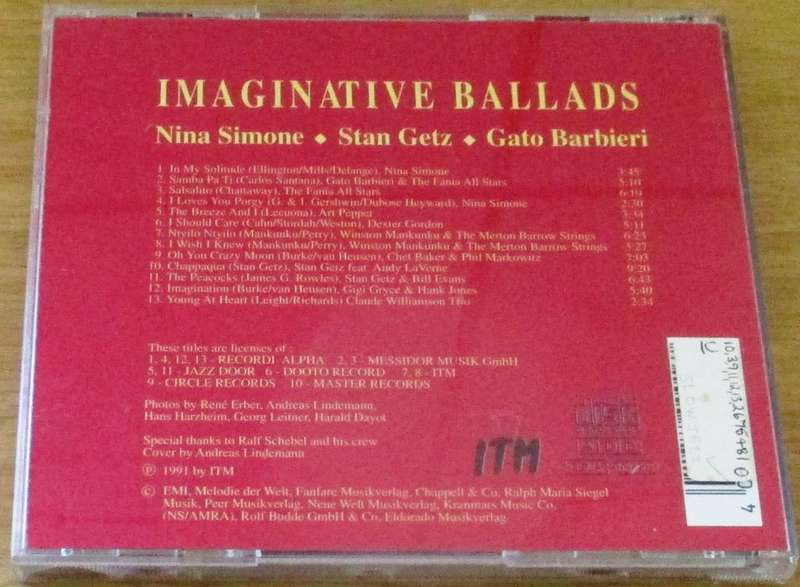 IMAGINATIVE BALLADS
Nina Simone ◆ Stan Getz ◆ Gato Barbieri
1. In My Solitude (Ellington/Mills/Delange), Nina Simone 3:45
2. Samba Pa Ti (Carlos Santana), Gato Barbieri & The Fania All Stars 5:10
3. Salsalito (Chattaway), The Fania All Stars 6:19
4. I Loves You Porgy (G. & I. Gershwin/Dubose Heyward), Nina Simone 2:30
5. The Breeze And I (Lecuona), Art Pepper
6. I Should Care (Cahn/Stordah/Weston), Dexter Gordon 5:11
7. Ntyilo Ntyilo (Mankunku/Perry), Winston Mankunku & The Merton Barrow Strings 6:23
8. I Wish I Knew (Mankunku/Perry), Winston Mankunku & The Merton Barrow Strings 5:27
9. Oh You Crazy Moon (Burke/van Heusen), Chet Baker & Phil Markowitz 7:03
10. Chappaqua (Stan Getz), Stan Getz feat. Andy LaVerne 9:20
11. The Peacocks (James G. Rowles), Stan Getz & Bill Evans 6:43
12. Imagination (Burke/van Heusen), Gigi Gryce & Hank Jones 5:40
13. Young At Heart (Leight/Richards) Claude Williamson Trio 2:34
These titles are licenses of :
1, 4, 12, 13 - RECORDI ALPHA 2, 3 - MESSIDOR MUSIK GmbH
5, 11 - JAZZ DOOR 6 - DOOTO RECORD 7, 8 - ITM
9 - CIRCLE RECORDS 10 - MASTER RECORDS
Photos by René Erber, Andreas Lindemann,
Hans Harzheim, Georg Leitner, Harald Dayot
Special thanks to Ralf Schebel and his crew
Cover by Andreas Lindemann
Ⓟ 1991 by ITM
© EMI, Melodie der Welt, Fanfare Musikverlag, Chappell & Co, Ralph Maria Siegel
Musik, Peer Musikverlag, Neue Welt Musikverlag, Kranmats Music Co.
(NS/AMRA), Rolf Budde GmbH & Co, Eldorado Musikverlag
ITM